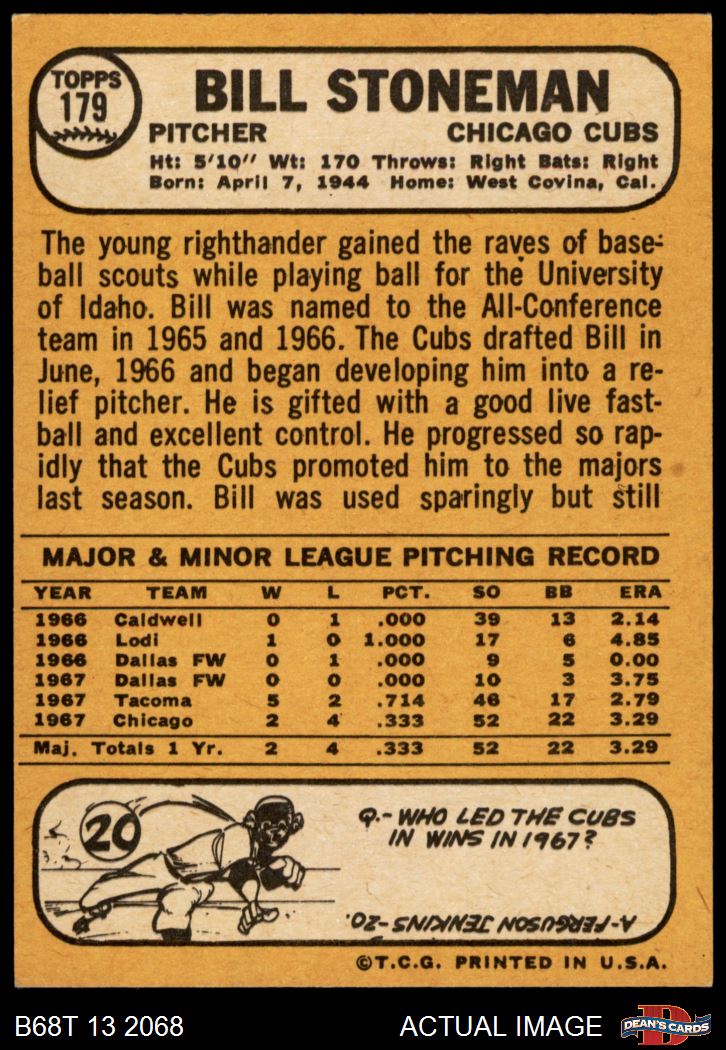 TOPPS
179
BILL STONEMAN
PITCHER CHICAGO CUBS
Ht: 5'10" Wt: 170 Throws: Right Bats: Right
Born: April 7, 1944 Home: West Covina, Cal.
The young righthander gained the raves of base-
ball scouts while playing ball for the University
of Idaho. Bill was named to the All-Conference
team in 1965 and 1966. The Cubs drafted Bill in
June, 1966 and began developing him into a re-
lief pitcher. He is gifted with a good live fast-
ball and excellent control. He progressed so rap-
idly that the Cubs promoted him to the majors
last season. Bill was used sparingly but still
MAJOR & MINOR LEAGUE PITCHING RECORD
YEAR TEAM W L PCT. SO BB ERA
1966 Caldwell 0 1 .000 39 13 2.14
1966 Lodi 1 0 1.000 17 6 4.85
1966 Dallas FW 0 1 .000 9 5 0.00
1967 Dallas FW 0 0 .000 10 3 3.75
1967 Tacoma 5 2 .714 46 17 2.79
1967 Chicago 2 4 .333 52 22 3.29
Maj. Totals 1 Yr. 2 4 .333 52 22 3.29
20
Q.- WHO LED THE CUBS
IN WINS IN 1967?
A-FERGUSON JENKINS-20.
©T.C.G. PRINTED IN U.S.A.
B68T 13 2068 ACTUAL IMAGE
DEAN'S CARDS